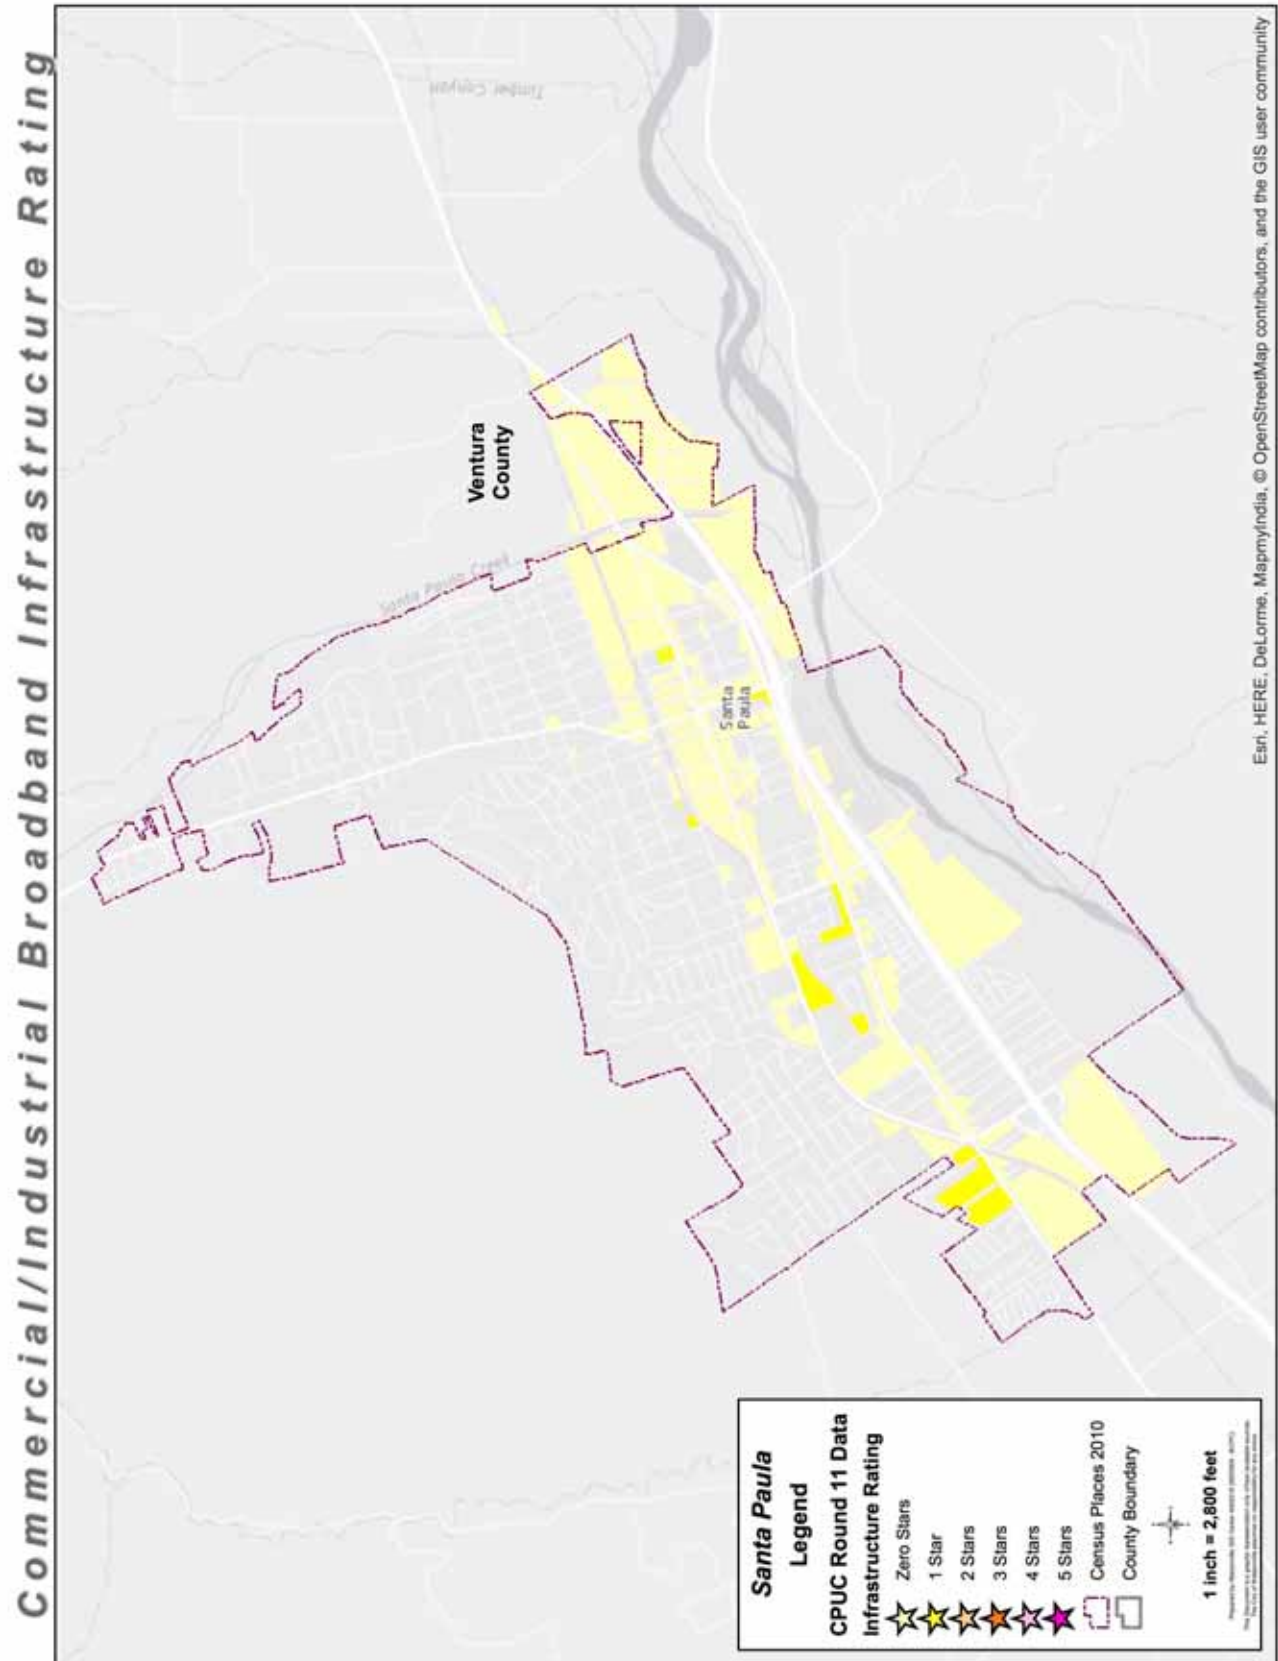 Commercial/Industrial Broadband Infrastructure Rating
Timber Canyon
Ventura
County
Santa Paula Creek
Santa
Paula
Santa Paula
Legend
CPUC Round 11 Data
Infrastructure Rating
Zero Stars
1 Star
2 Stars
3 Stars
4 Stars
5 Stars
Census Places 2010
County Boundary
1 inch = 2,800 feet
Esri, HERE, DeLorme, MapmyIndia, © OpenStreetMap contributors, and the GIS user community